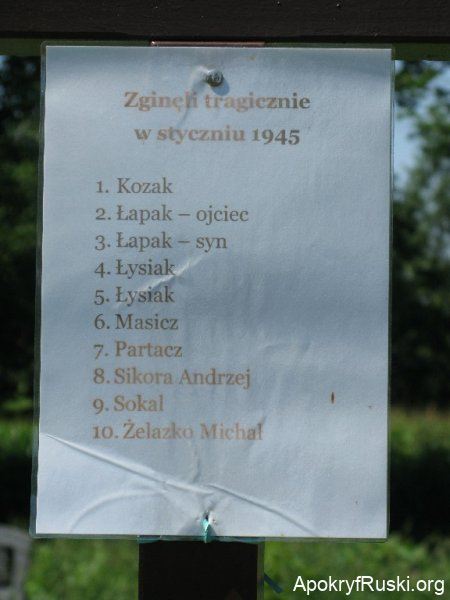 Zginęli tragicznie
w styczniu 1945
1. Kozak
2. Łapak – ojciec
3. Łapak – syn
4. Łysiak
5. Łysiak
6. Masicz
7. Partacz
8. Sikora Andrzej
9. Sokal
10. Żelazko Michał
ApokryfRuski.org